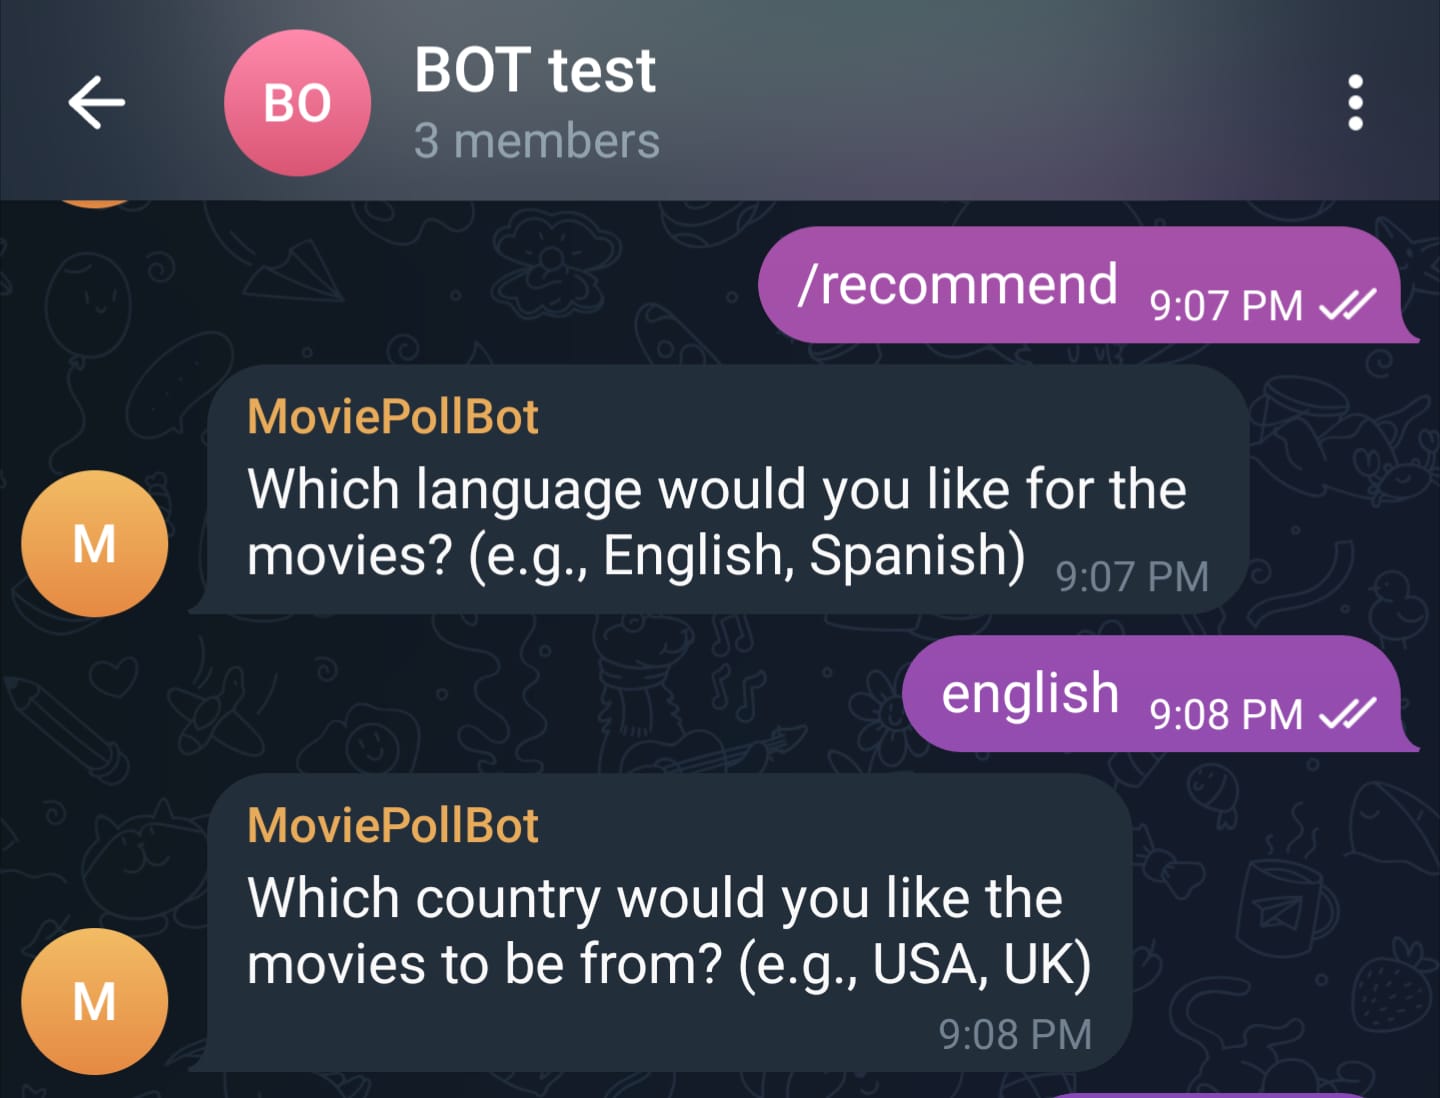 BO
BOT test
3 members
/recommend 9:07 PM
MoviePollBot
Which language would you like for the
movies? (e.g., English, Spanish) 9:07 PM
M
english 9:08 PM
MoviePollBot
Which country would you like the
movies to be from? (e.g., USA, UK)
9:08 PM
M